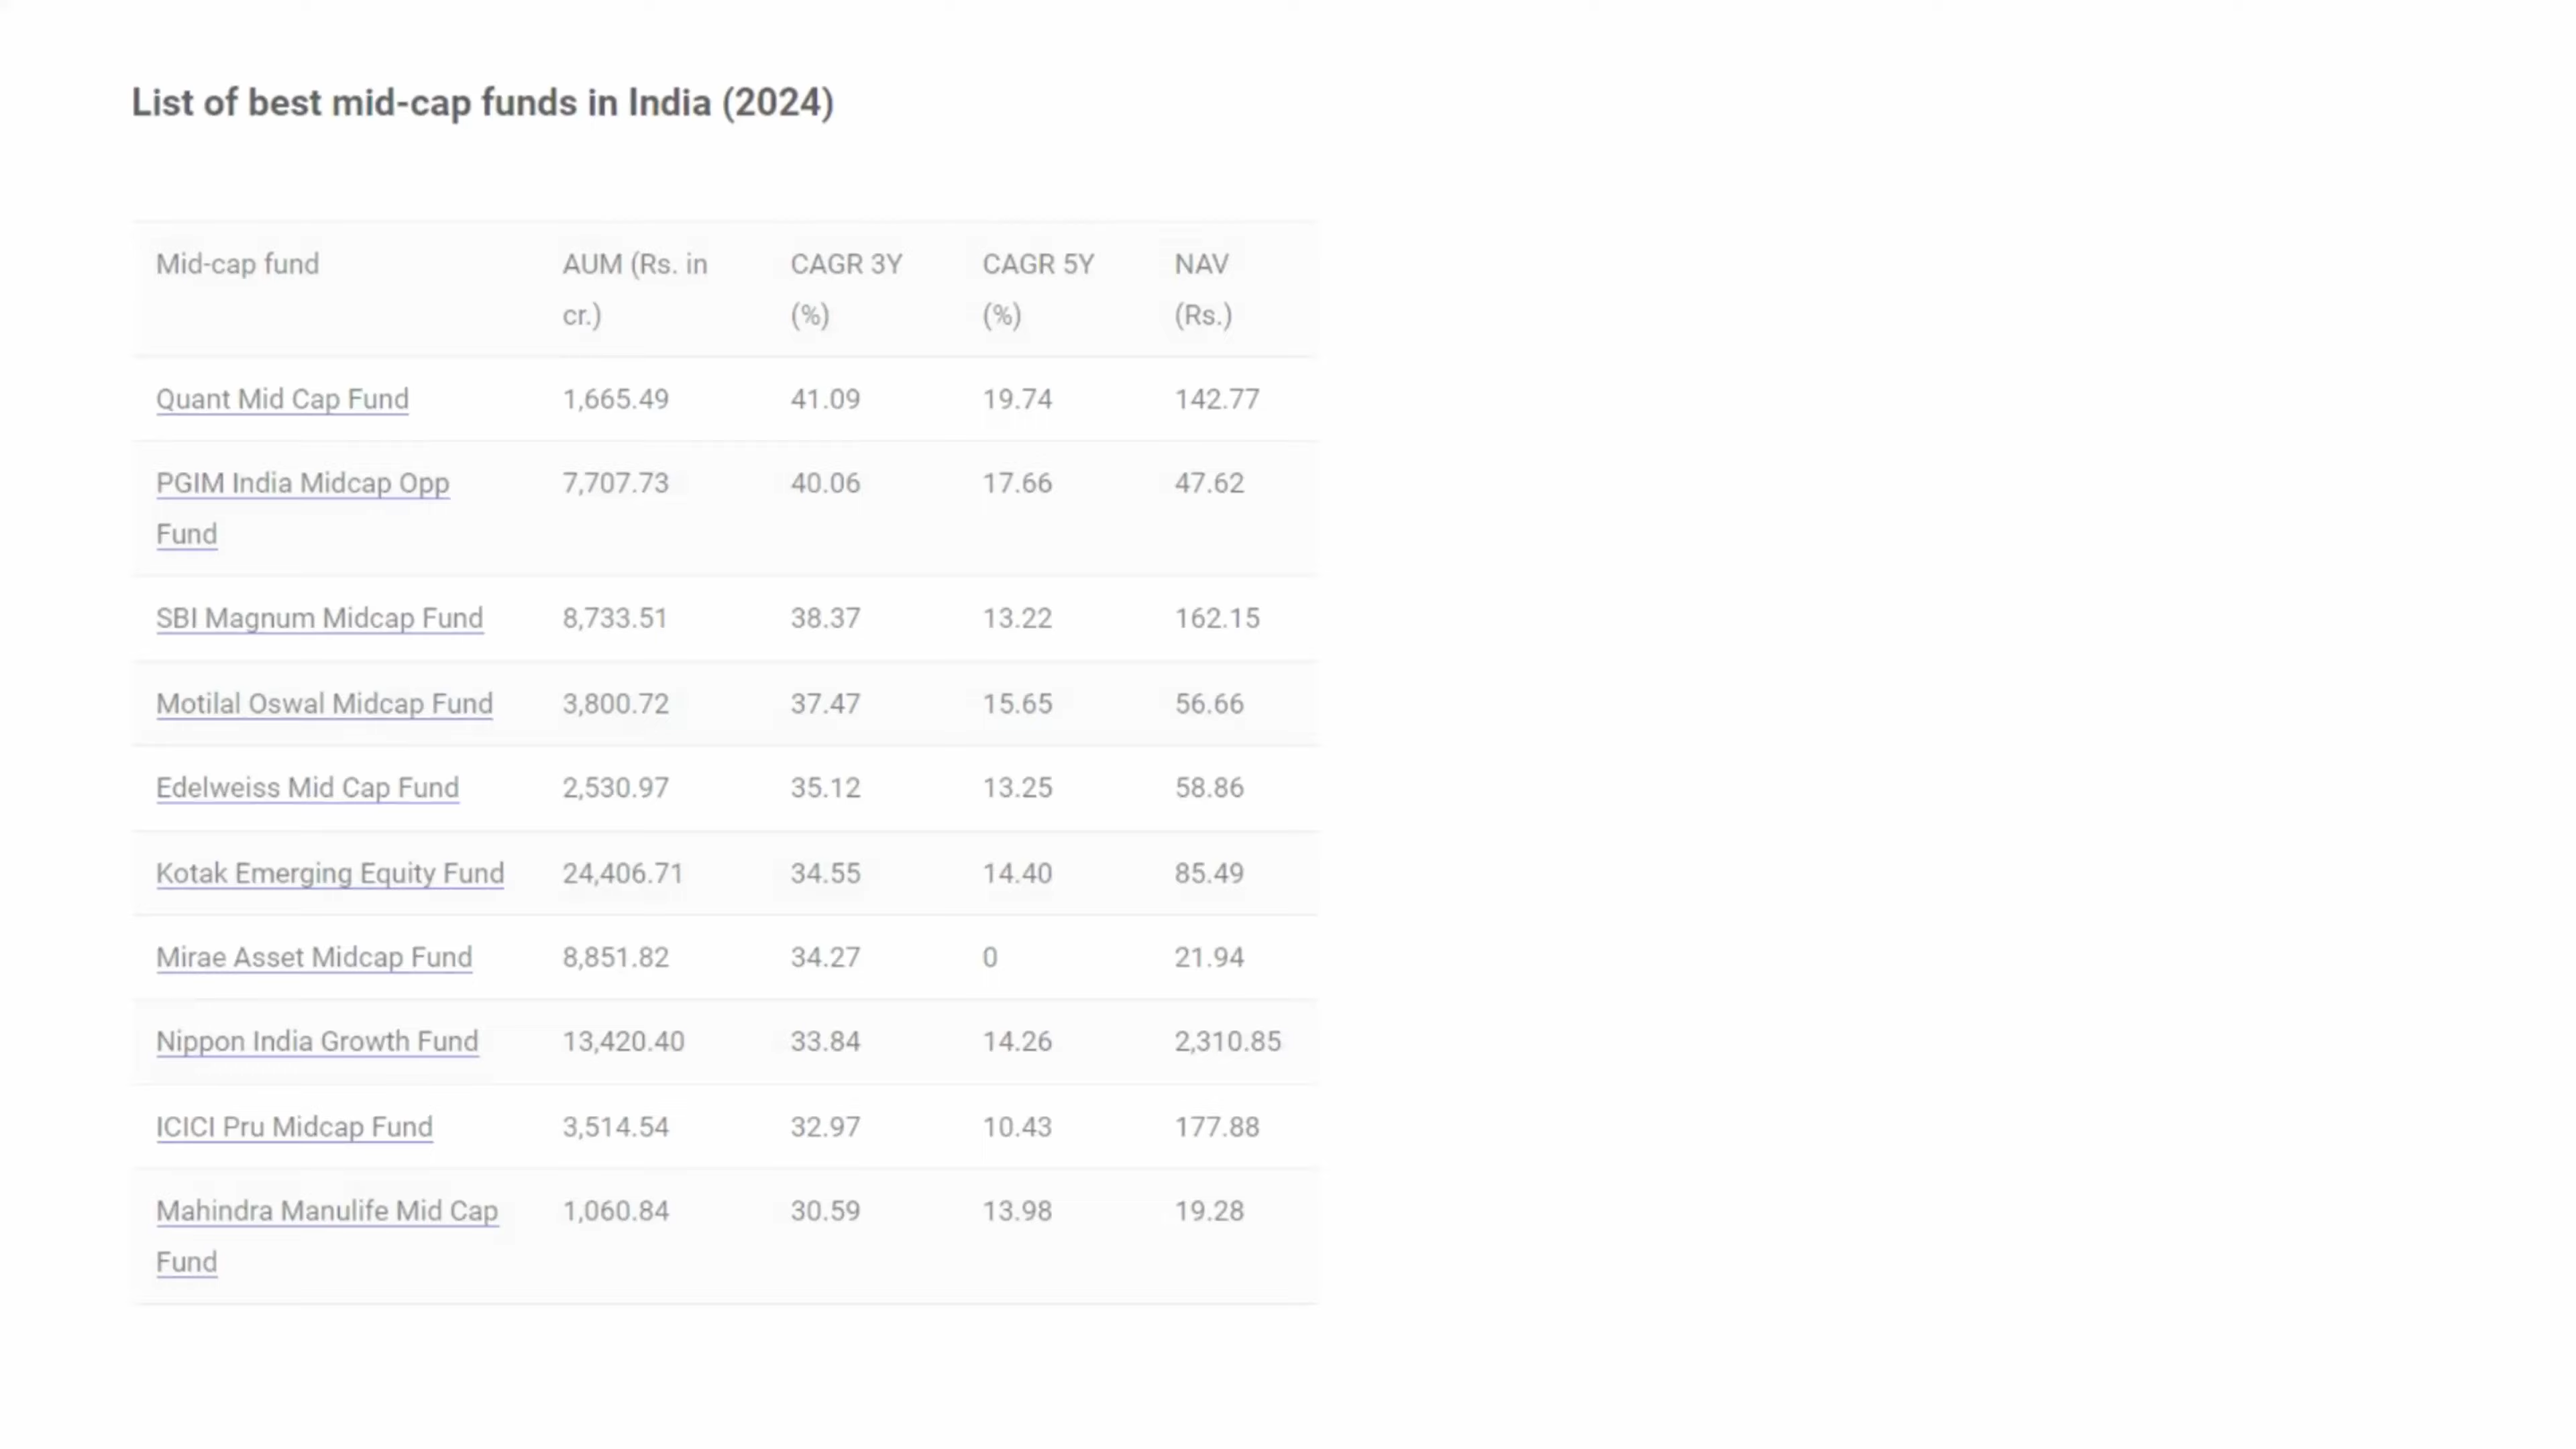 List of best mid-cap funds in India (2024)
Mid-cap fund AUM (Rs. in CAGR 3Y CAGR 5Y NAV
cr.) (%) (%) (Rs.)
Quant Mid Cap Fund 1,665.49 41.09 19.74 142.77
PGIM India Midcap Opp 7,707.73 40.06 17.66 47.62
Fund
SBI Magnum Midcap Fund 8,733.51 38.37 13.22 162.15
Motilal Oswal Midcap Fund 3,800.72 37.47 15.65 56.66
Edelweiss Mid Cap Fund 2,530.97 35.12 13.25 58.86
Kotak Emerging Equity Fund 24,406.71 34.55 14.40 85.49
Mirae Asset Midcap Fund 8,851.82 34.27 0 21.94
Nippon India Growth Fund 13,420.40 33.84 14.26 2,310.85
ICICI Pru Midcap Fund 3,514.54 32.97 10.43 177.88
Mahindra Manulife Mid Cap 1,060.84 30.59 13.98 19.28
Fund